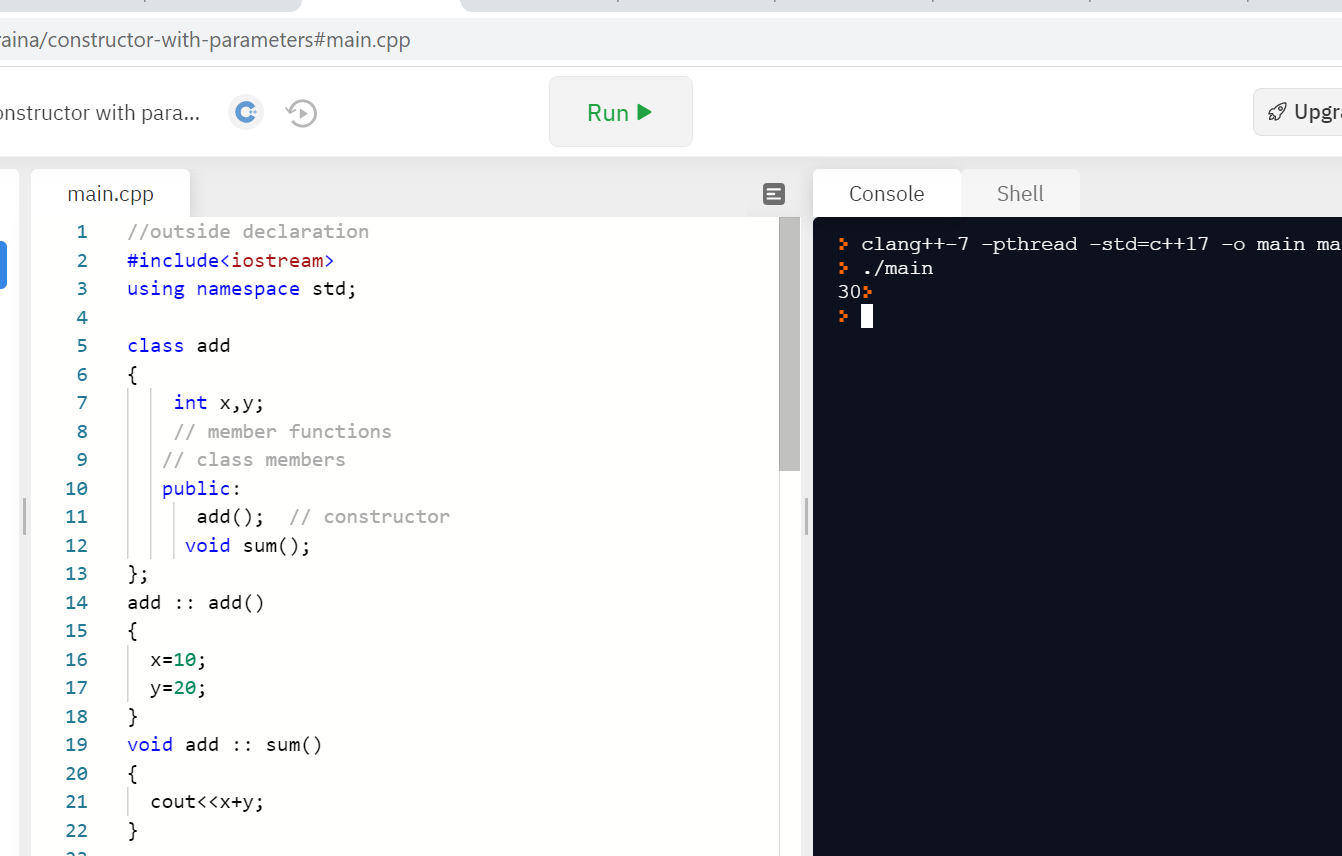 raina/constructor-with-parameters#main.cpp
onstructor with para...
Run
Upgra
main.cpp
Console
Shell
1 //outside declaration
2 #include<iostream>
3 using namespace std;
4
5 class add
6 {
7 int x,y;
8 // member functions
9 // class members
10 public:
11 add(); // constructor
12 void sum();
13 };
14 add :: add()
15 {
16 x=10;
17 y=20;
18 }
19 void add :: sum()
20 {
21 cout<<x+y;
22 }
clang++-7 -pthread -std=c++17 -o main ma
./main
30